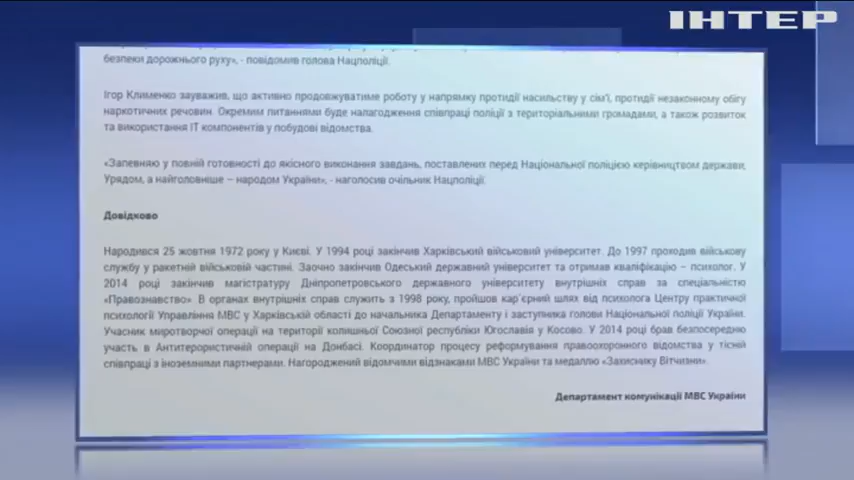 ІНТЕР
безпеки дорожнього руху», - повідомив голова Нацполіції.
Ігор Клименко зауважив, що активно продовжуватиме роботу у напрямку протидії насильству у сім'ї, протидії незаконному обігу
наркотичних речовин. Окремим питаннями буде налагодження співпраці поліції з територіальними громадами, а також розвиток
та використання ІТ компонентів у побудові відомства.
«Запевняю у повній готовності до якісного виконання завдань, поставлених перед Національної поліцією керівництвом держави,
Урядом, а найголовніше – народом України», - наголосив очільник Нацполіції.
Довідково
Народився 25 жовтня 1972 року у Києві. У 1994 році закінчив Харківський військовий університет. До 1997 проходив військову
службу у ракетній військовій частині. Заочно закінчив Одеський державний університет та отримав кваліфікацію – психолог. У
2014 році закінчив магістратуру Дніпропетровського державного університету внутрішніх справ за спеціальністю
«Правознавство». В органах внутрішніх справ служить з 1998 року, пройшов кар'єрний шлях від психолога Центру практичної
психології Управління МВС у Харківській області до начальника Департаменту і заступника голови Національної поліції України.
Учасник миротворчої операції на території колишньої Союзної республіки Югославія у Косово. У 2014 році брав безпосередню
участь в Антитерористичній операції на Донбасі. Координатор процесу реформування правоохоронного відомства у тісній
співпраці з іноземними партнерами. Нагороджений відомчими відзнаками МВС України та медаллю «Захиснику Вітчизни».
Департамент комунікації МВС України